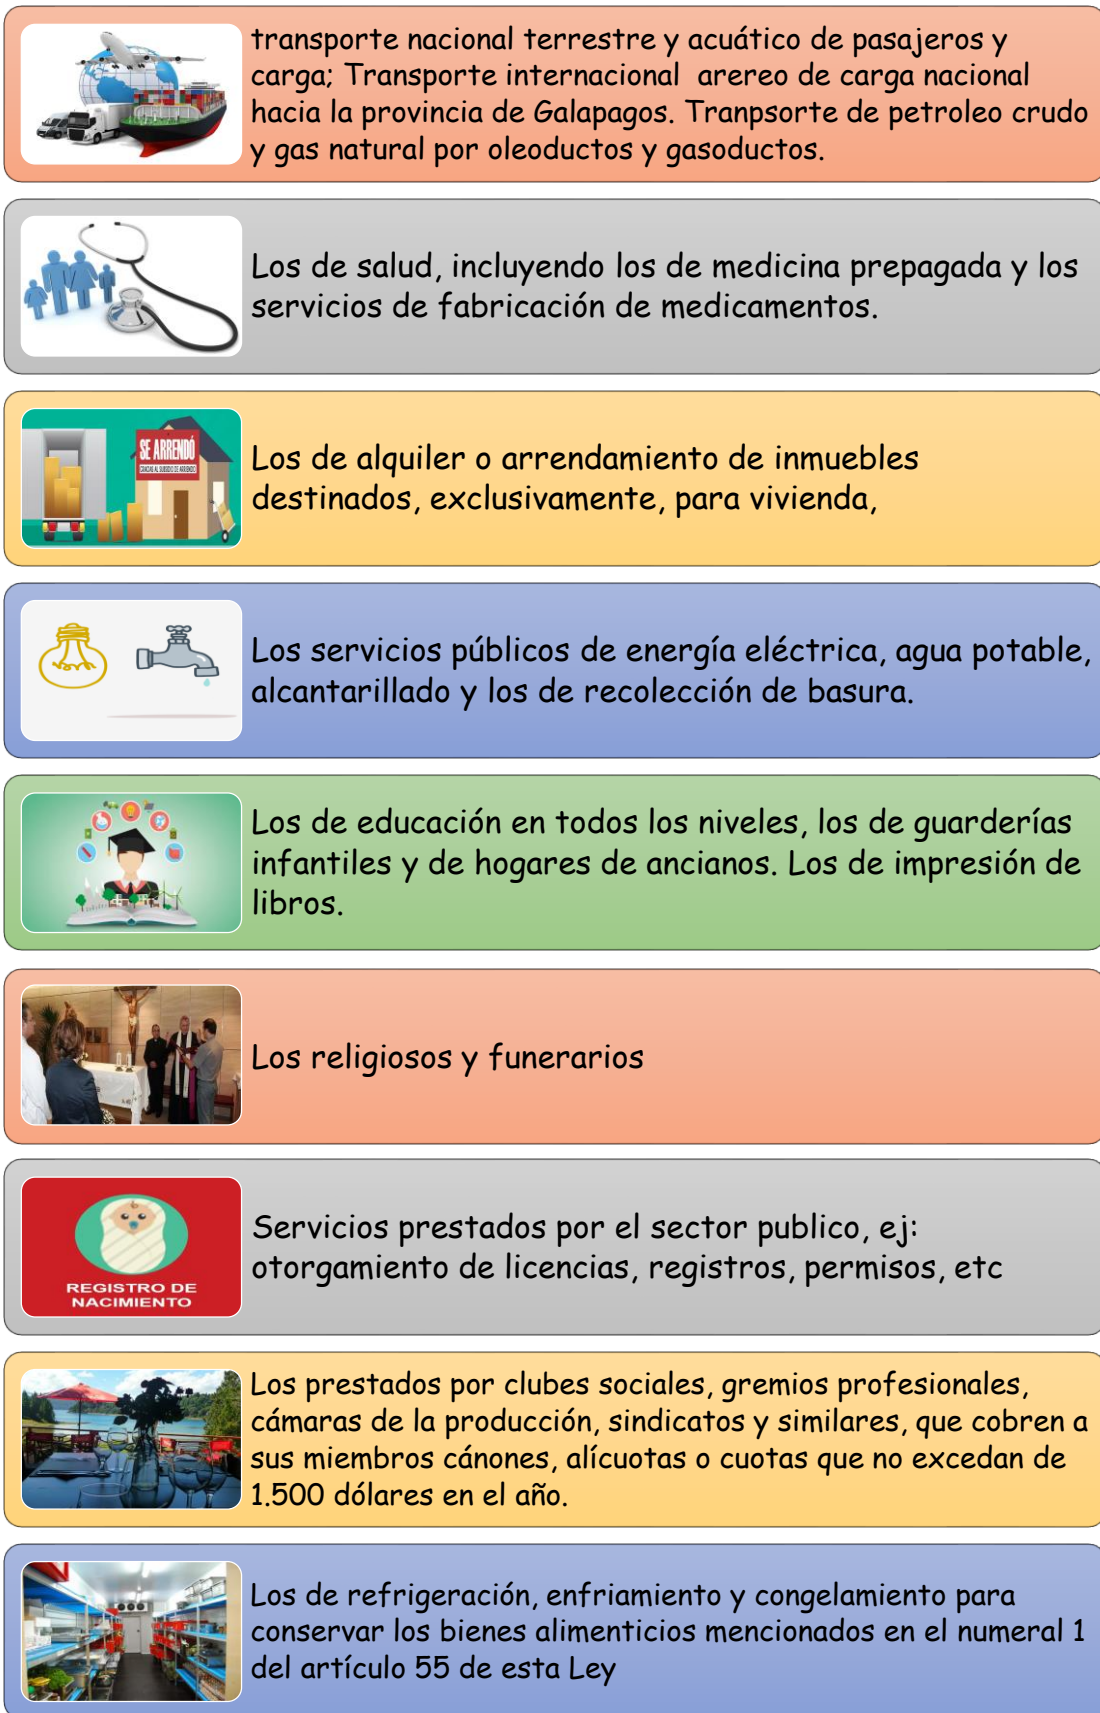 transporte nacional terrestre y acuático de pasajeros y
carga; Transporte internacional arereo de carga nacional
hacia la provincia de Galapagos. Tranpsorte de petroleo crudo
y gas natural por oleoductos y gasoductos.
Los de salud, incluyendo los de medicina prepagada y los
servicios de fabricación de medicamentos.
SE ARRENDÓ
GRACIAS AL SUBSIDIO DE ARRIENDO
Los de alquiler o arrendamiento de inmuebles
destinados, exclusivamente, para vivienda,
Los servicios públicos de energía eléctrica, agua potable,
alcantarillado y los de recolección de basura.
Los de educación en todos los niveles, los de guarderías
infantiles y de hogares de ancianos. Los de impresión de
libros.
Los religiosos y funerarios
REGISTRO DE
NACIMIENTO
Servicios prestados por el sector publico, ej:
otorgamiento de licencias, registros, permisos, etc
Los prestados por clubes sociales, gremios profesionales,
cámaras de la producción, sindicatos y similares, que cobren a
sus miembros cánones, alícuotas o cuotas que no excedan de
1.500 dólares en el año.
Los de refrigeración, enfriamiento y congelamiento para
conservar los bienes alimenticios mencionados en el numeral 1
del artículo 55 de esta Ley